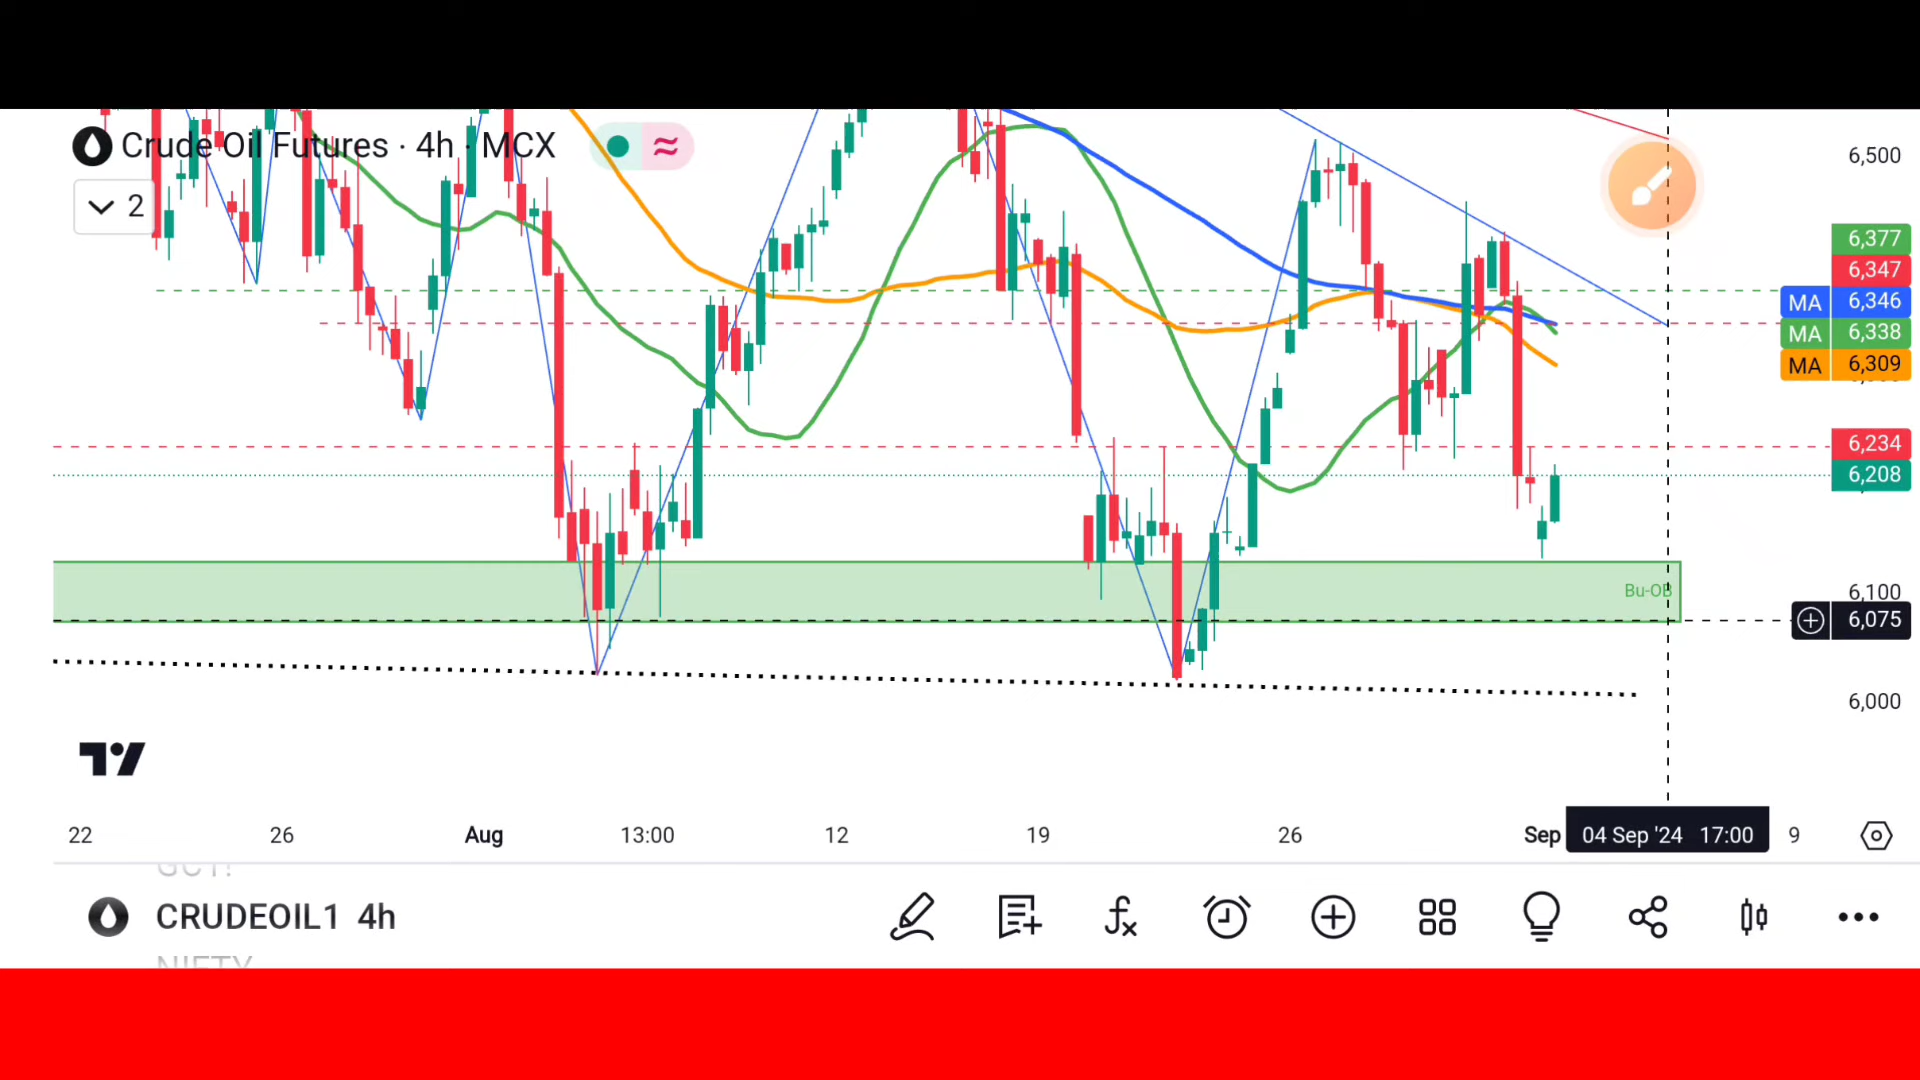 Crude Oil Futures · 4h · MCX
2
6,500
6,377
6,347
MA 6,346
MA 6,338
MA 6,309
6,234
6,208
Bu-OB
6,100
6,075
6,000
22 26 Aug 13:00 12 19 26 Sep 04 Sep '24 17:00 9
CRUDEOIL1 4h
NIFTY